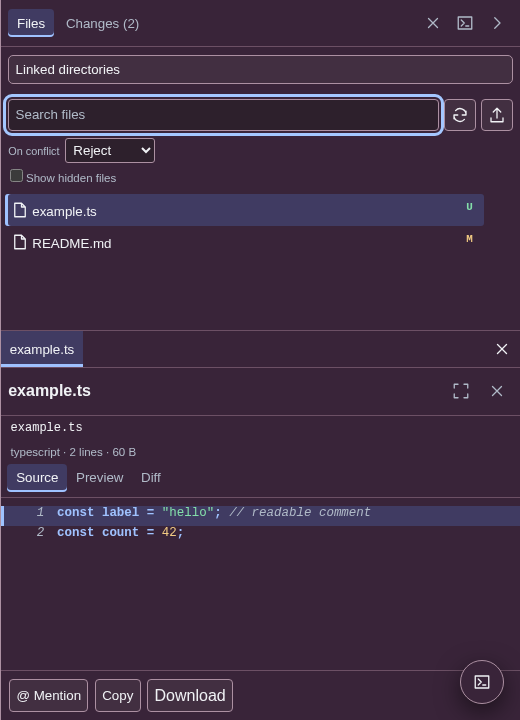 Files Changes (2)
Linked directories
Search files
On conflict Reject
Show hidden files
example.ts U
README.md M
example.ts
example.ts
example.ts
typescript · 2 lines · 60 B
Source Preview Diff
1 const label = "hello"; // readable comment
2 const count = 42;
@ Mention Copy Download